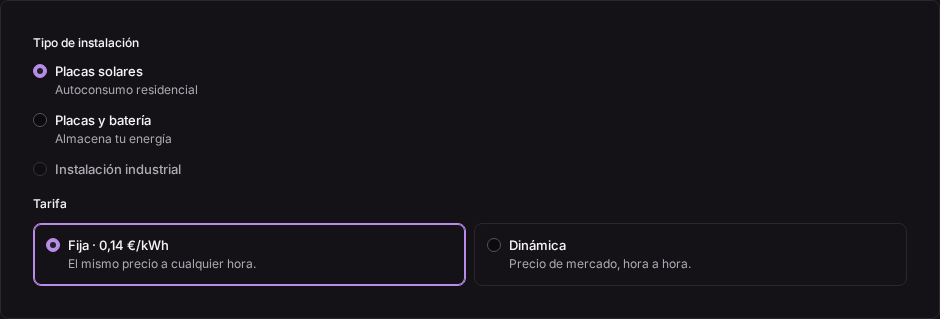 Tipo de instalación
Placas solares
Autoconsumo residencial
Placas y batería
Almacena tu energía
Instalación industrial
Tarifa
Fija · 0,14 €/kWh
El mismo precio a cualquier hora.
Dinámica
Precio de mercado, hora a hora.